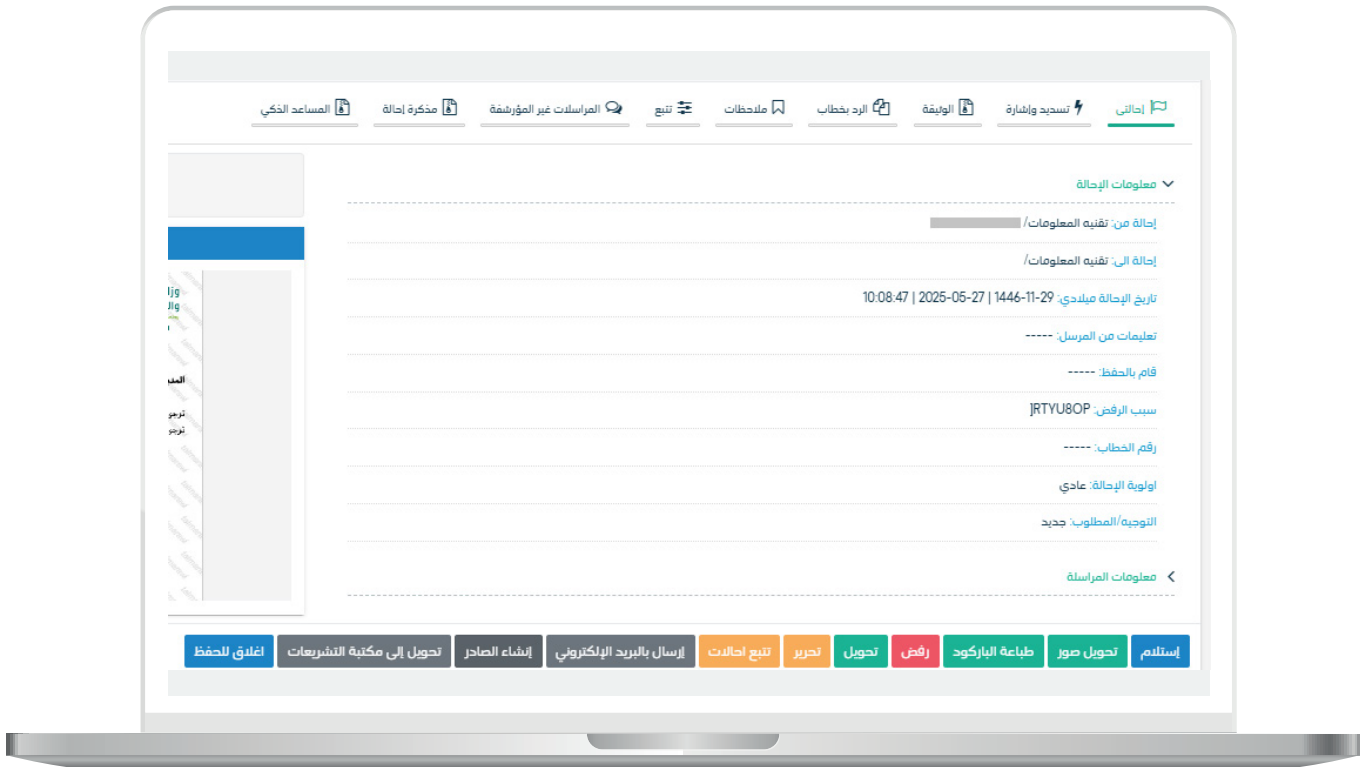 إحالتي تسديد وإشارة الوثيقة الرد بخطاب ملاحظات تتبع المراسلات غير المؤرشفة مذكرة إحالة المساعد الذكي
معلومات الإحالة
إحالة من: تقنيه المعلومات/
إحالة الى: تقنيه المعلومات/
تاريخ الإحالة ميلادي: 29-11-1446 | 27-05-2025 | 10:08:47
تعليمات من المرسل: -----
قام بالحفظ: -----
سبب الرفض: RTYU8OP[
رقم الخطاب: -----
اولوية الإحالة: عادي
التوجيه/المطلوب: جديد
معلومات المراسلة
وزا
المدي
ترجو
ترجو
إستلام تحويل صور طباعة الباركود رفض تحويل تحرير تتبع احالات إرسال بالبريد الإلكتروني إنشاء الصادر تحويل إلى مكتبة التشريعات اغلاق للحفظ